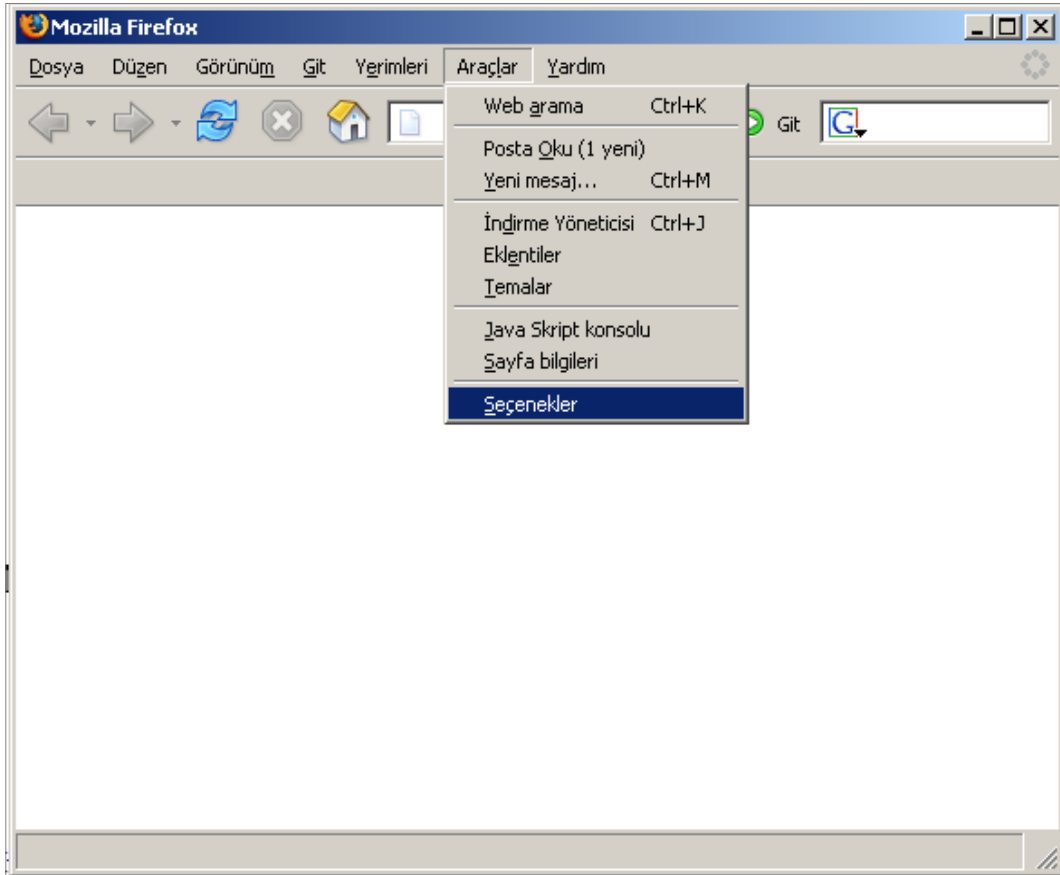 Mozilla Firefox
Dosya Düzen Görünüm Git Yerimleri Araçlar Yardım
Git
Web arama Ctrl+K
Posta Oku (1 yeni)
Yeni mesaj... Ctrl+M
İndirme Yöneticisi Ctrl+J
Eklentiler
Temalar
Java Skript konsolu
Sayfa bilgileri
Seçenekler